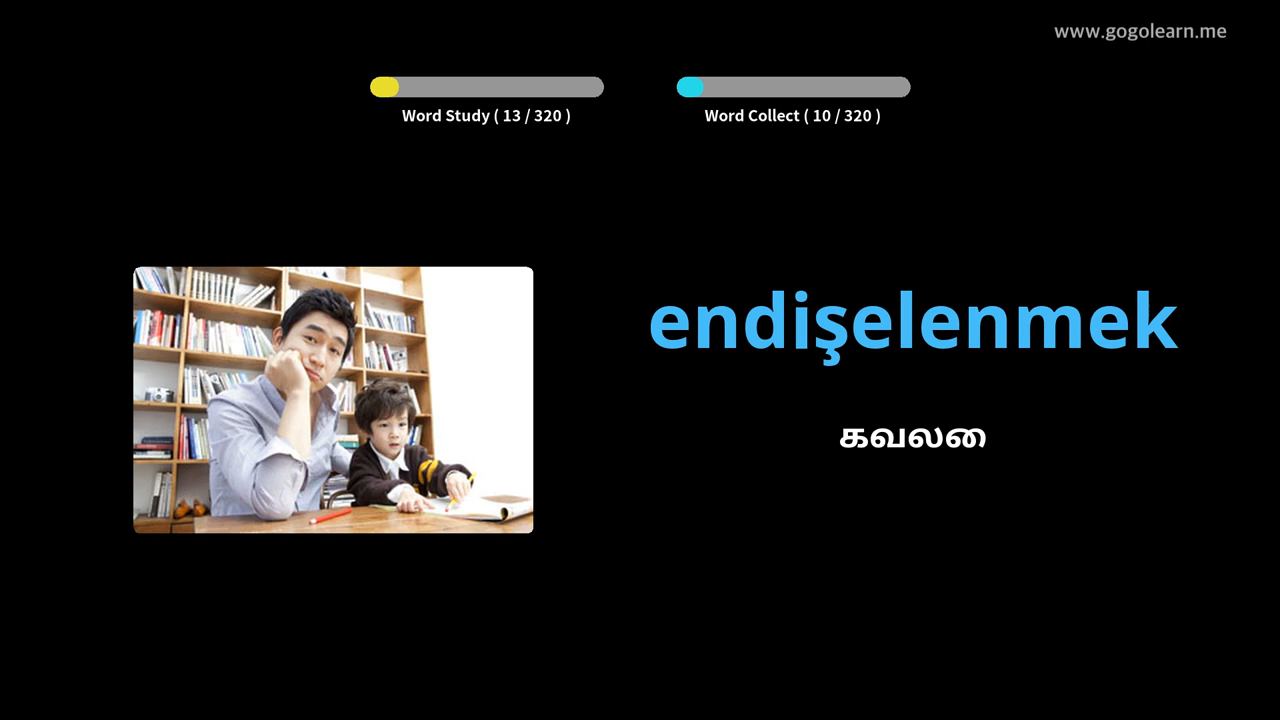 www.gogolearn.me
Word Study ( 13 / 320 )
Word Collect ( 10 / 320 )
endişelenmek
கவலை